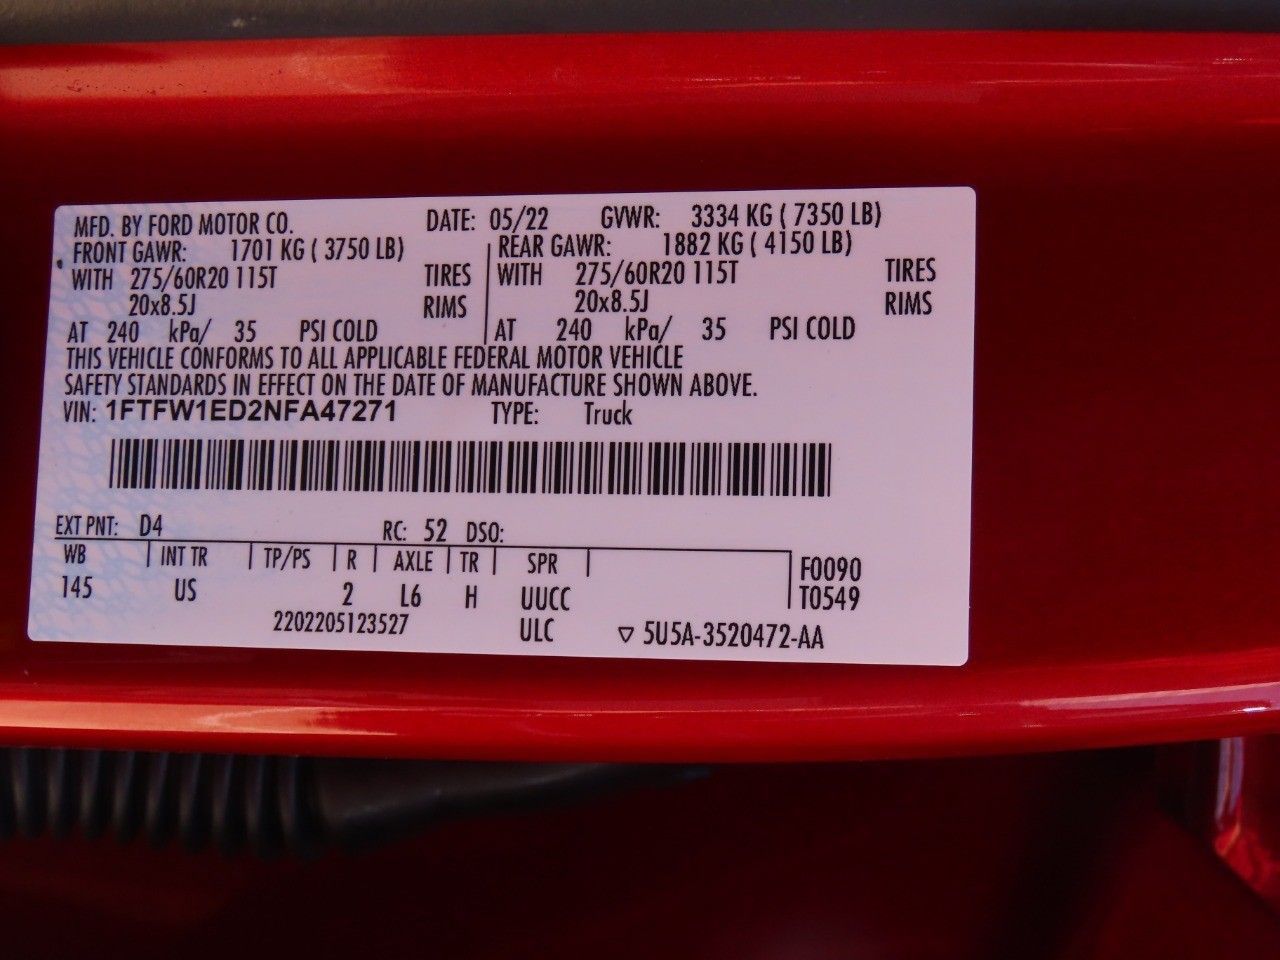 MFD. BY FORD MOTOR CO. DATE: 05/22 GVWR: 3334 KG ( 7350 LB)
FRONT GAWR: 1701 KG ( 3750 LB) REAR GAWR: 1882 KG ( 4150 LB)
WITH 275/60R20 115T TIRES WITH 275/60R20 115T TIRES
20x8.5J RIMS 20x8.5J RIMS
AT 240 kPa/ 35 PSI COLD AT 240 kPa/ 35 PSI COLD
THIS VEHICLE CONFORMS TO ALL APPLICABLE FEDERAL MOTOR VEHICLE
SAFETY STANDARDS IN EFFECT ON THE DATE OF MANUFACTURE SHOWN ABOVE.
VIN: 1FTFW1ED2NFA47271 TYPE: Truck
EXT PNT: D4 RC: 52 DSO:
WB INT TR TP/PS R AXLE TR SPR F0090
145 US 2 L6 H UUCC T0549
2202205123527 ULC ▽ 5U5A-3520472-AA